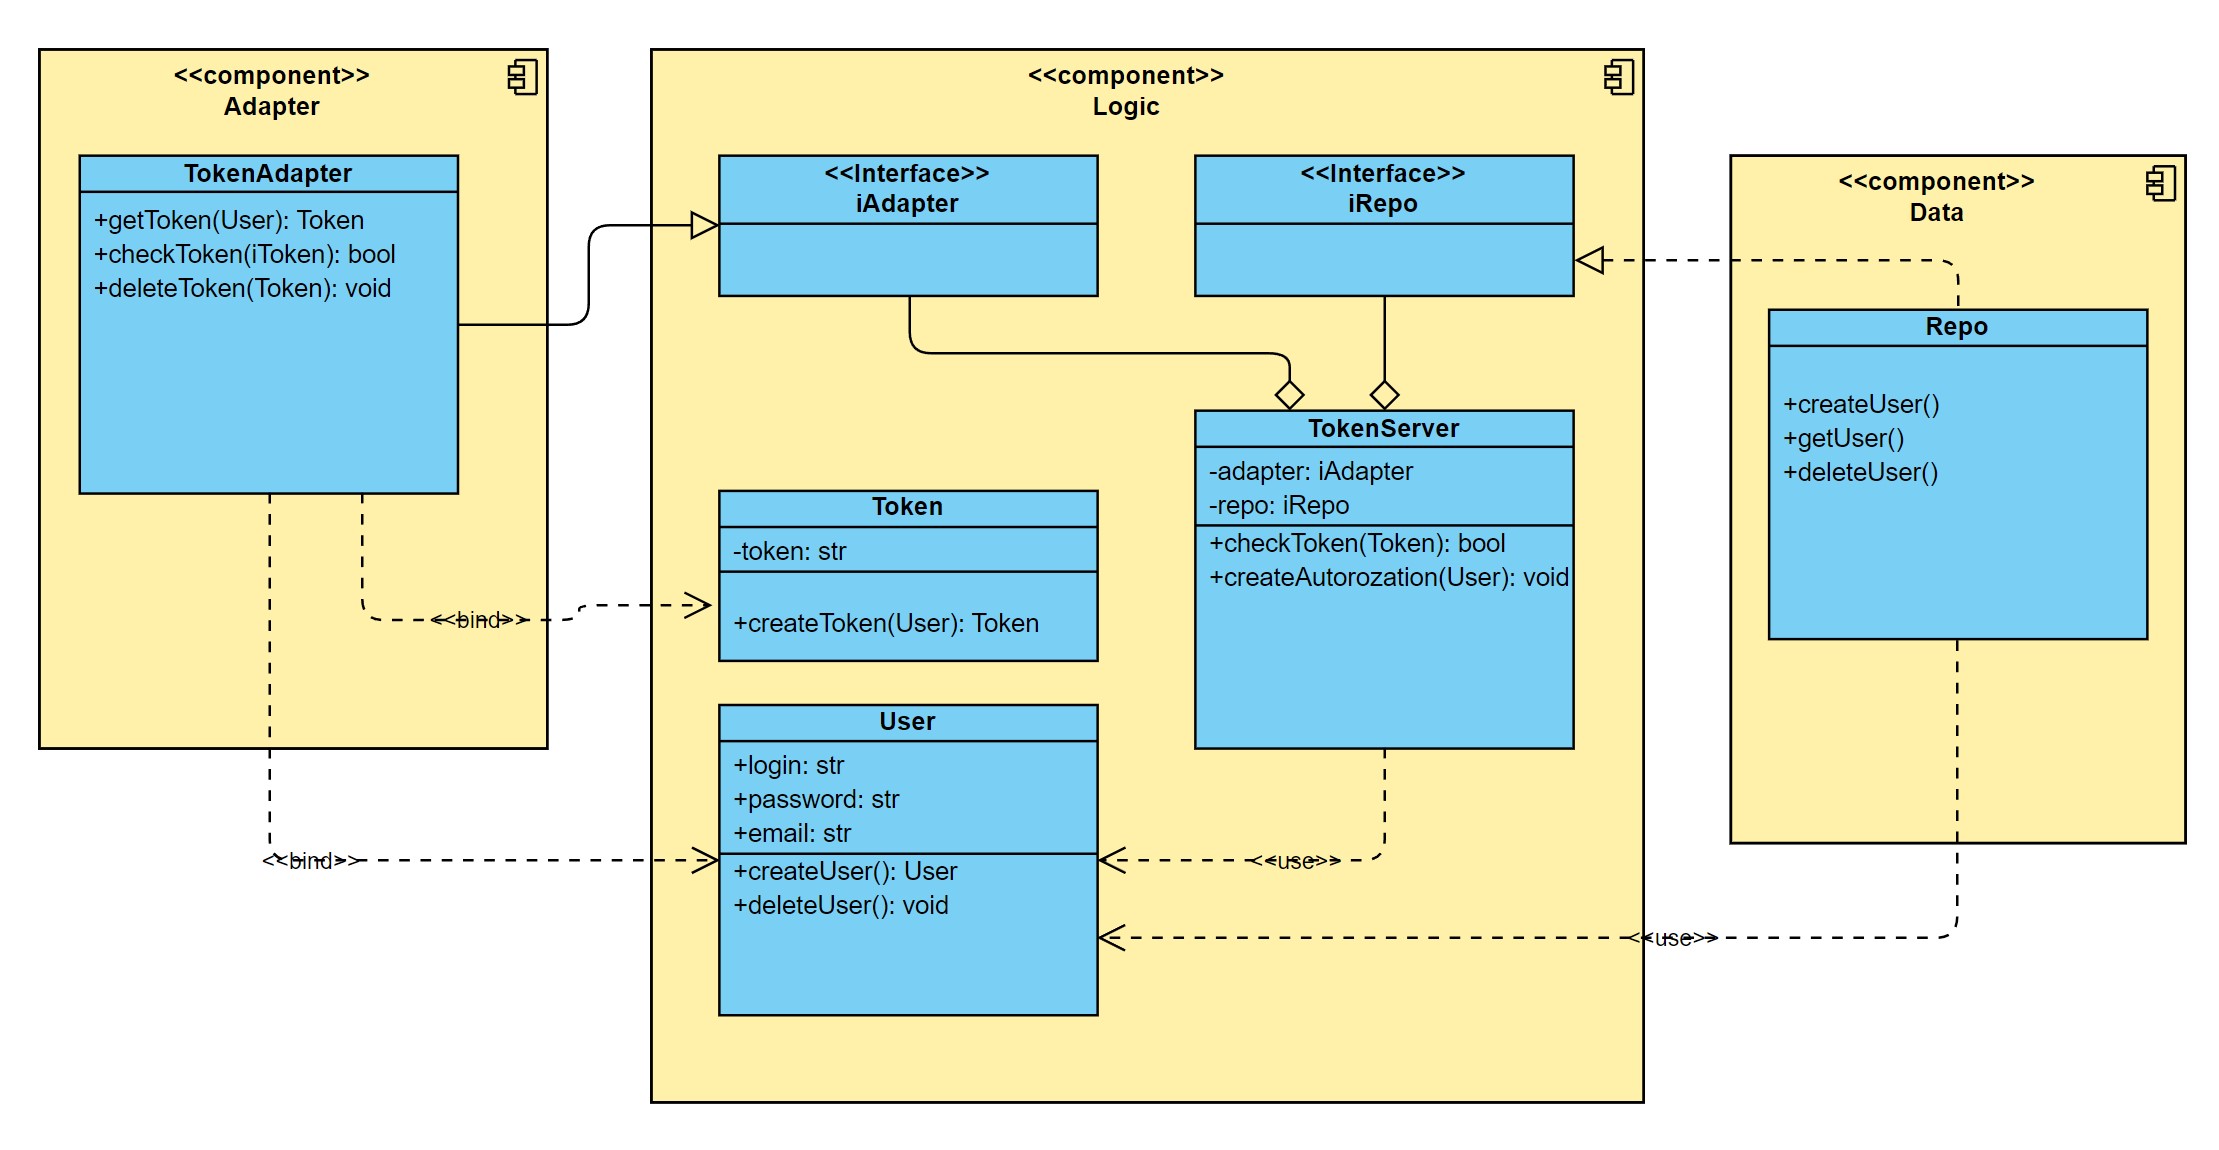 <<component>>
Adapter
TokenAdapter
+getToken(User): Token
+checkToken(iToken): bool
+deleteToken(Token): void
<<bind>>
<<bind>>
<<component>>
Logic
<<Interface>>
iAdapter
<<Interface>>
iRepo
TokenServer
-adapter: iAdapter
-repo: iRepo
+checkToken(Token): bool
+createAutorozation(User): void
Token
-token: str
+createToken(User): Token
User
+login: str
+password: str
+email: str
+createUser(): User
+deleteUser(): void
<<use>>
<<use>>
<<component>>
Data
Repo
+createUser()
+getUser()
+deleteUser()